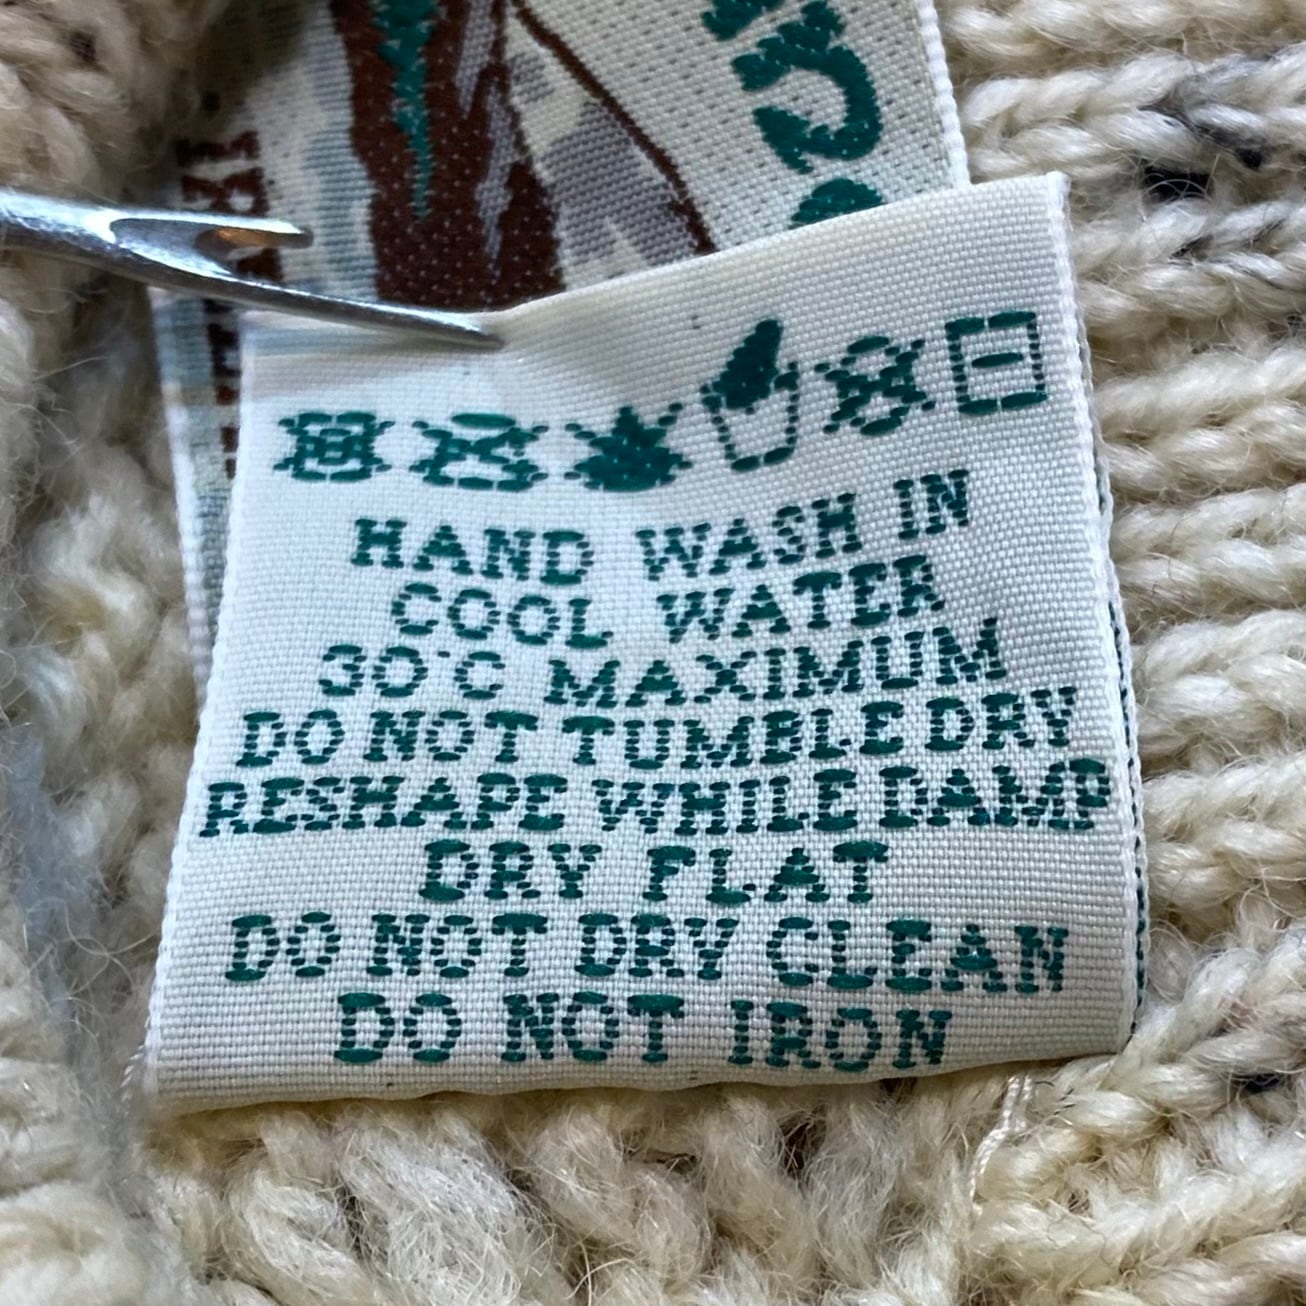 HAND WASH IN
COOL WATER
30°C MAXIMUM
DO NOT TUMBLE DRY
RESHAPE WHILE DAMP
DRY FLAT
DO NOT DRY CLEAN
DO NOT IRON